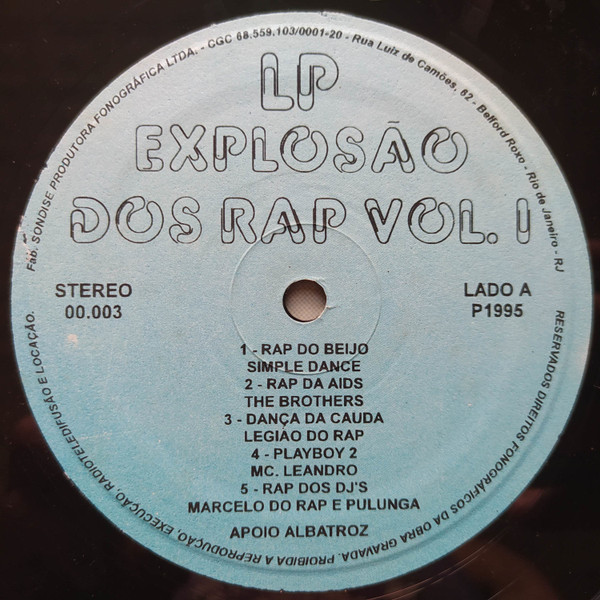 Fab. SONDISE PRODUTORA FONOGRÁFICA LTDA. - CGC 68.559.103/0001-20 - Rua Luiz de Camões, 62 - Belford Roxo - Rio de Janeiro - RJ
LP
EXPLOSÃO
DOS RAP VOL. I
STEREO
00.003
LADO A
P1995
1 - RAP DO BEIJO
SIMPLE DANCE
2 - RAP DA AIDS
THE BROTHERS
3 - DANÇA DA CAUDA
LEGIÃO DO RAP
4 - PLAYBOY 2
MC. LEANDRO
5 - RAP DOS DJ'S
MARCELO DO RAP E PULUNGA
APOIO ALBATROZ
RESERVADOS DIREITOS FONOGRÁFICOS DA OBRA GRAVADA. PROIBIDA A REPRODUÇÃO, EXECUÇÃO, RADIOTELEDIFUSÃO E LOCAÇÃO.